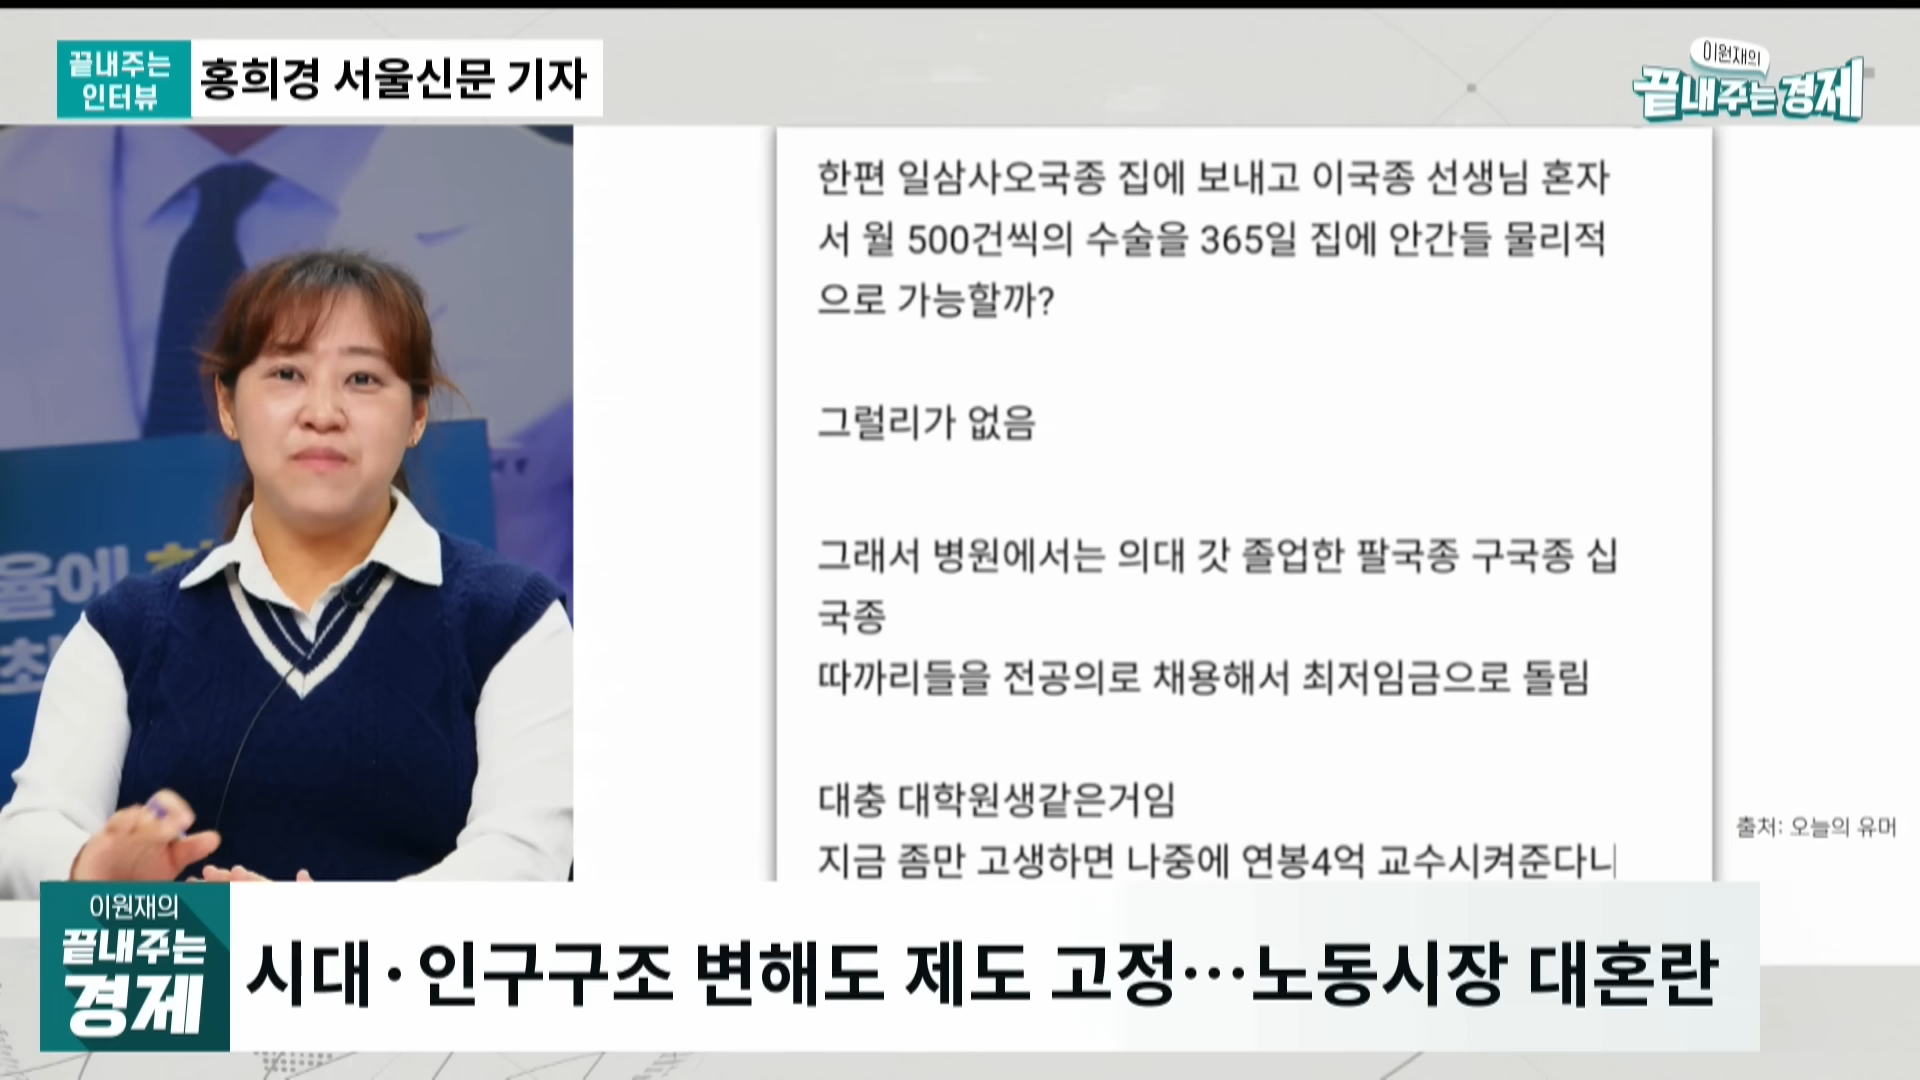 끝내주는
인터뷰
홍희경 서울신문 기자
이원재의
끝내주는 경제
한편 일삼사오국종 집에 보내고 이국종 선생님 혼자
서 월 500건씩의 수술을 365일 집에 안간들 물리적
으로 가능할까?
그럴리가 없음
그래서 병원에서는 의대 갓 졸업한 팔국종 구국종 십
국종
따까리들을 전공의로 채용해서 최저임금으로 돌림
대충 대학원생같은거임
지금 좀만 고생하면 나중에 연봉4억 교수시켜준다니
출처: 오늘의 유머
율에
이원재의
끝내주는
경제
시대·인구구조 변해도 제도 고정…노동시장 대혼란